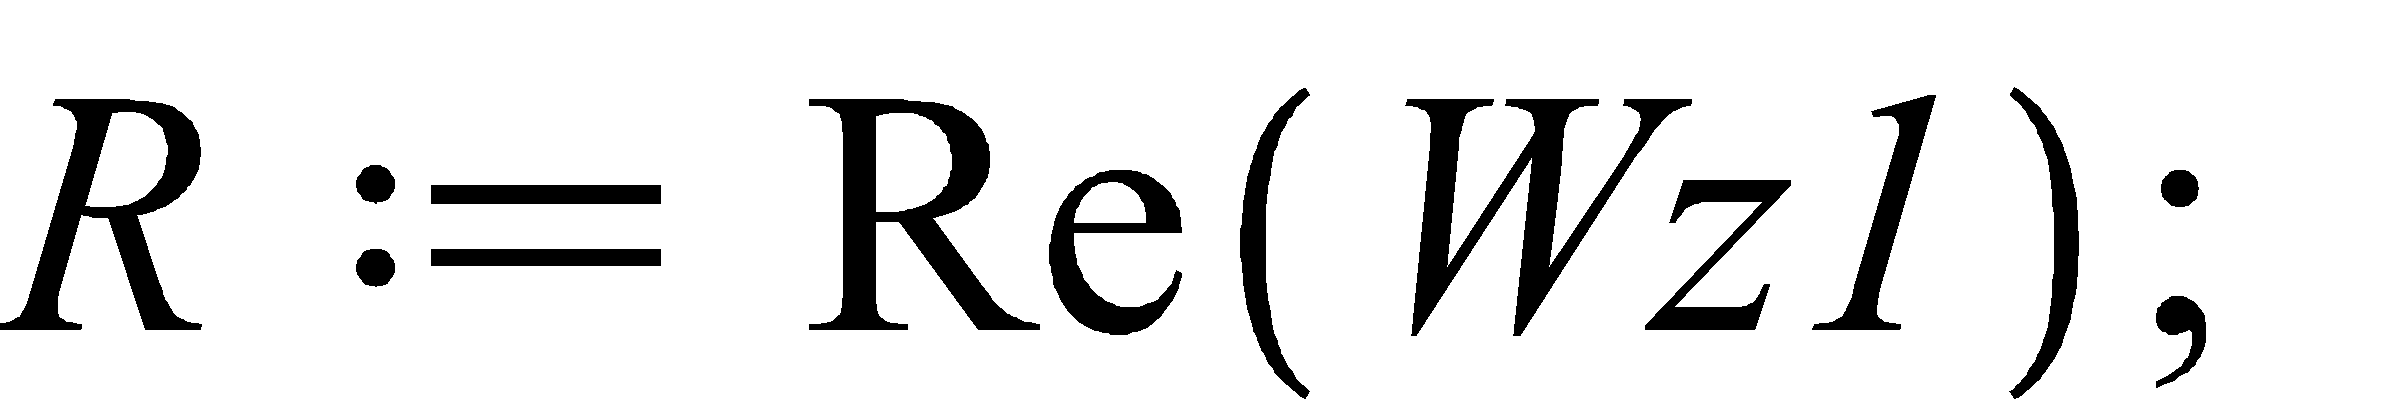 R := Re(Wz1);